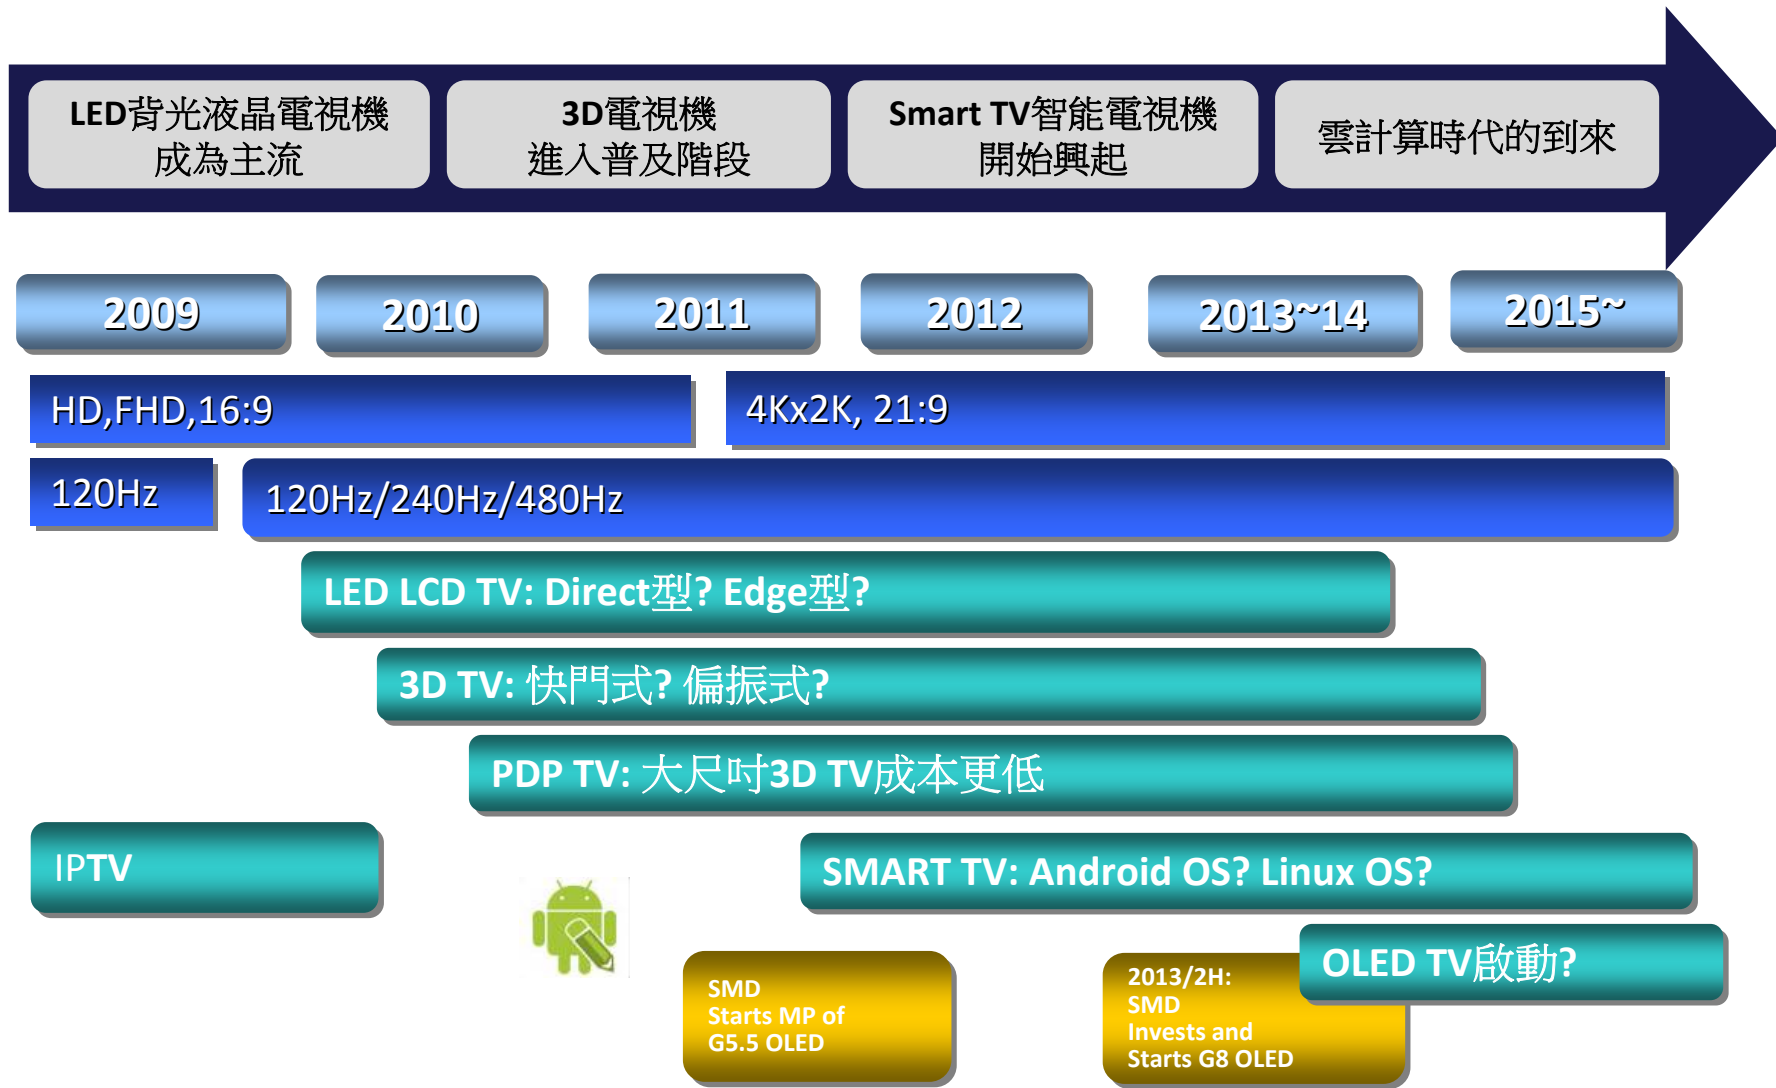 LED背光液晶電視機
成為主流
3D電視機
進入普及階段
Smart TV智能電視機
開始興起
雲計算時代的到來
2009
2010
2011
2012
2013~14
2015~
HD,FHD,16:9
4Kx2K, 21:9
120Hz
120Hz/240Hz/480Hz
LED LCD TV: Direct型? Edge型?
3D TV: 快門式? 偏振式?
PDP TV: 大尺吋3D TV成本更低
IPTV
SMART TV: Android OS? Linux OS?
OLED TV啟動?
SMD
Starts MP of
G5.5 OLED
2013/2H:
SMD
Invests and
Starts G8 OLED